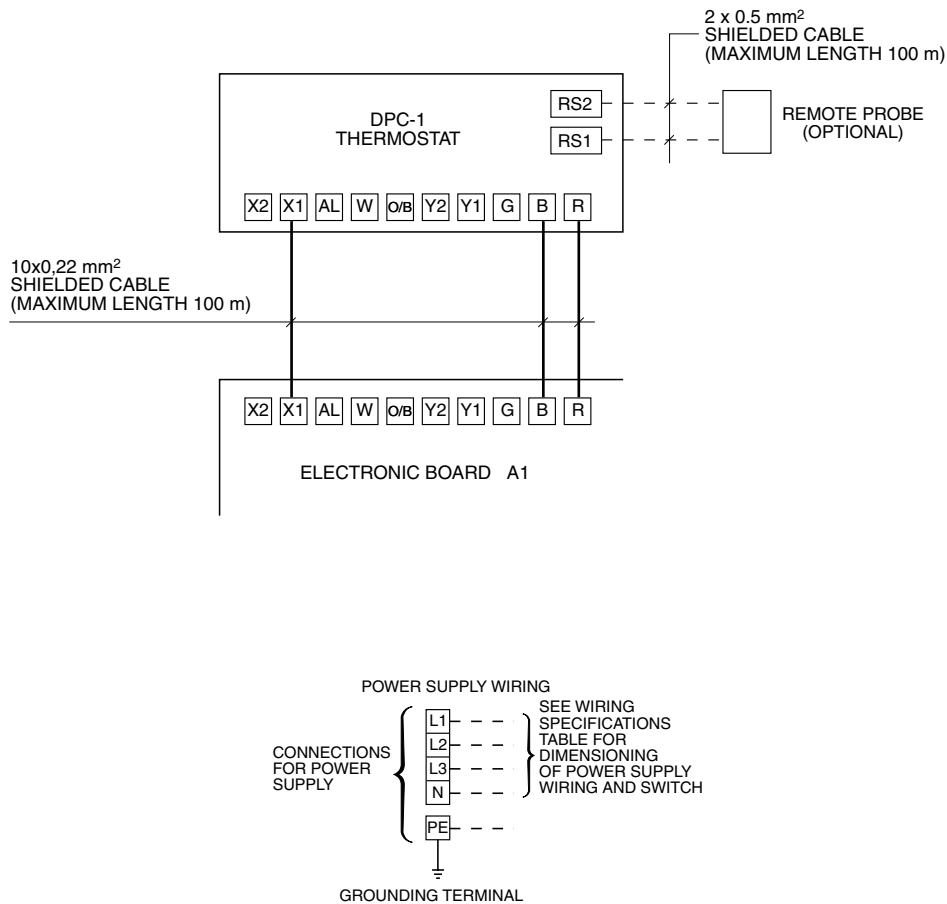 2 x 0.5 mm²
SHIELDED CABLE
(MAXIMUM LENGTH 100 m)
DPC-1
THERMOSTAT
RS2
RS1
REMOTE PROBE
(OPTIONAL)
X2 X1 AL W O/B Y2 Y1 G B R
10x0,22 mm²
SHIELDED CABLE
(MAXIMUM LENGTH 100 m)
X2 X1 AL W O/B Y2 Y1 G B R
ELECTRONIC BOARD A1
POWER SUPPLY WIRING
CONNECTIONS
FOR POWER
SUPPLY
L1
L2
L3
N
PE
SEE WIRING
SPECIFICATIONS
TABLE FOR
DIMENSIONING
OF POWER SUPPLY
WIRING AND SWITCH
GROUNDING TERMINAL